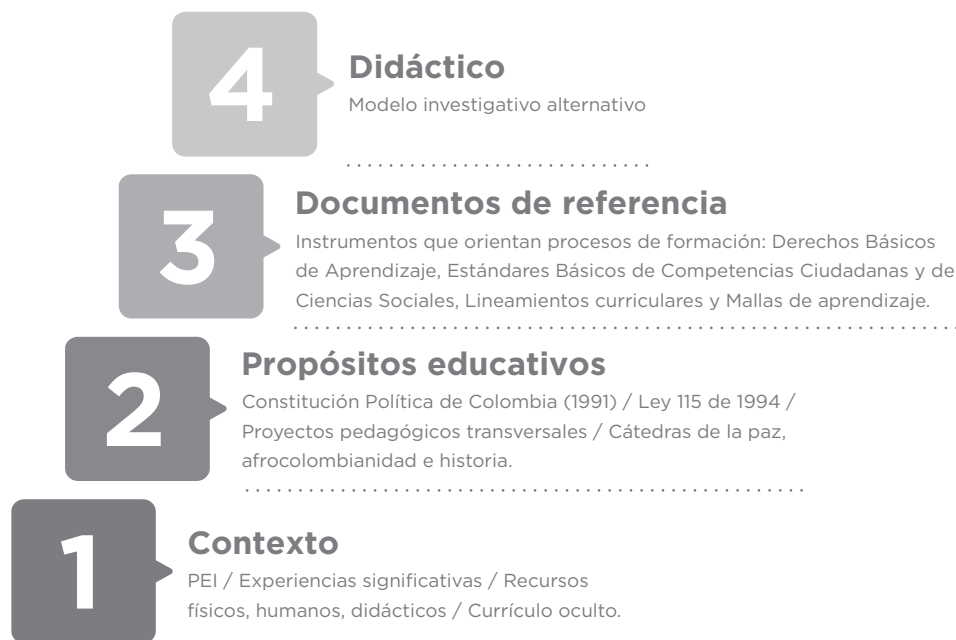 4
Didáctico
Modelo investigativo alternativo
3
Documentos de referencia
Instrumentos que orientan procesos de formación: Derechos Básicos
de Aprendizaje, Estándares Básicos de Competencias Ciudadanas y de
Ciencias Sociales, Lineamientos curriculares y Mallas de aprendizaje.
2
Propósitos educativos
Constitución Política de Colombia (1991) / Ley 115 de 1994 /
Proyectos pedagógicos transversales / Cátedras de la paz,
afrocolombianidad e historia.
1
Contexto
PEI / Experiencias significativas / Recursos
físicos, humanos, didácticos / Currículo oculto.